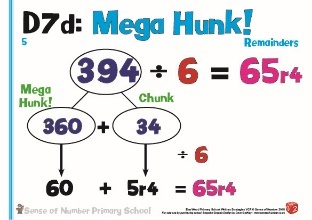 D7d: Mega Hunk!
5
Remainders
394 ÷ 6 = 65r4
Mega
Hunk!
Chunk
360 + 34
÷ 6
60 + 5r4 = 65r4
Sense of Number Primary School